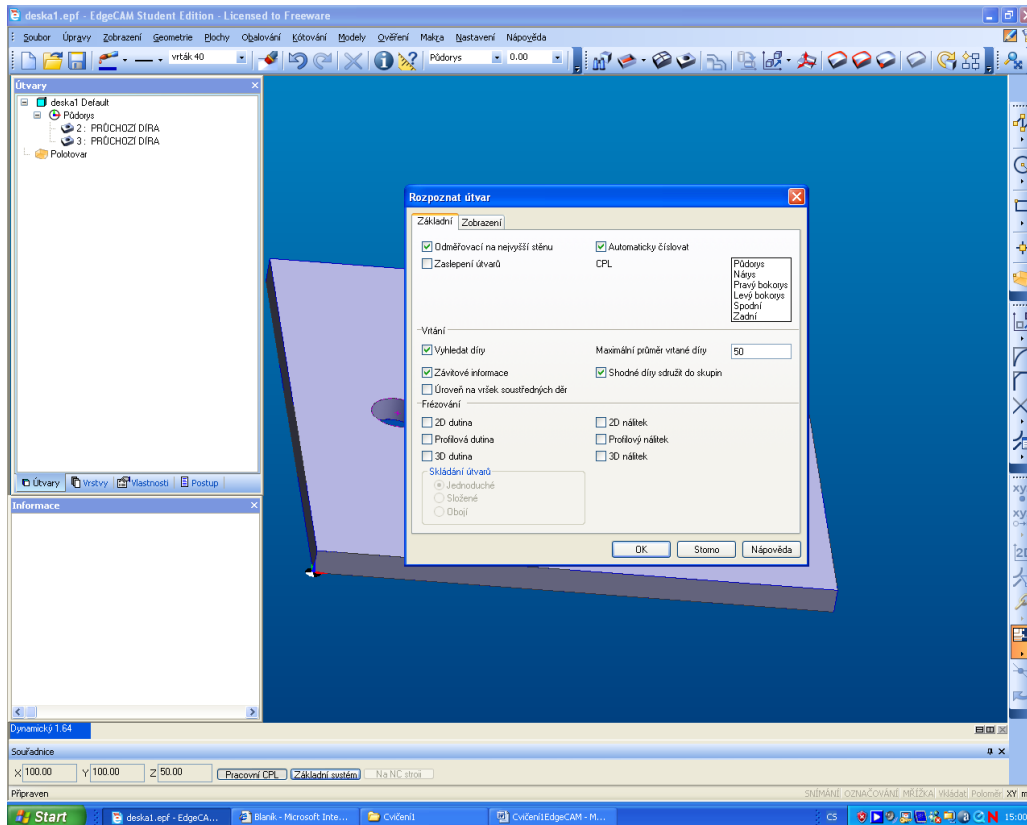 deska1.epf - EdgeCAM Student Edition - Licensed to Freeware
Soubor Úpravy Zobrazení Geometrie Plochy Obalování Kótování Modely Ověření Makra Nastavení Nápověda
vrták 40 Půdorys 0.00
Útvary
deska1 Default
Půdorys
2 : PRŮCHOZÍ DÍRA
3 : PRŮCHOZÍ DÍRA
Polotovar
Útvary Vrstvy Vlastnosti Postup
Informace
Rozpoznat útvar
Základní Zobrazení
Odměřovací na nejvyšší stěnu
Automaticky číslovat
Zaslepení útvarů
CPL
Půdorys
Nárys
Pravý bokorys
Levý bokorys
Spodní
Zadní
Vrtání
Vyhledat díry
Maximální průměr vrtané díry 50
Závitové informace
Shodné díry sdružit do skupin
Úroveň na vršek soustředných děr
Frézování
2D dutina
2D nálitek
Profilová dutina
Profilový nálitek
3D dutina
3D nálitek
Skládání útvarů
Jednoduché
Složené
Obojí
OK Storno Nápověda
Dynamický 1.64
Souřadnice
X 100.00 Y 100.00 Z 50.00 Pracovní CPL Základní systém Na NC stroji
Připraven
SNÍMÁNÍ OZNAČOVÁNÍ MŘÍŽKA Vkládat Poloměr XY m
Start deska1.epf - EdgeCA... Blaník - Microsoft Inte... Cvičení1 Cvičení1EdgeCAM - M... CS 15:00